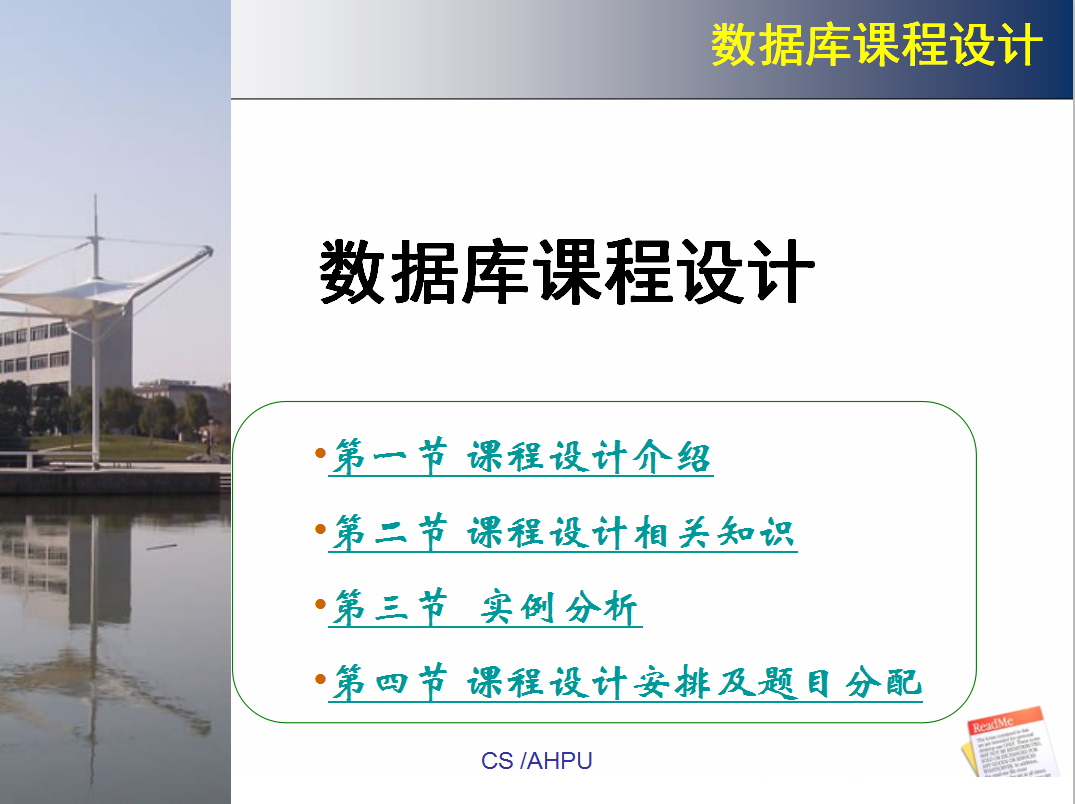 数据库课程设计
数据库课程设计
•第一节 课程设计介绍
•第二节 课程设计相关知识
•第三节 实例分析
•第四节 课程设计安排及题目分配
CS /AHPU
ReadMe